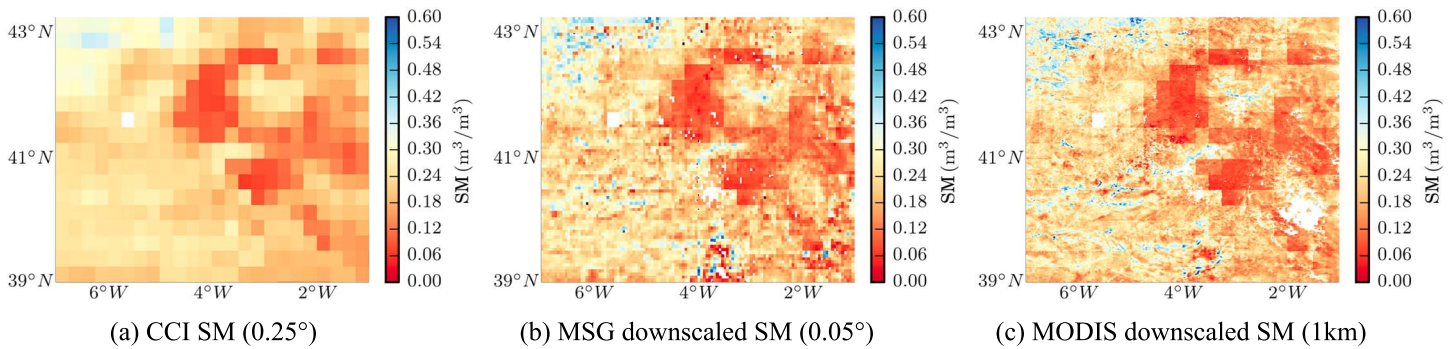 43°N
41°N
39°N
6°W 4°W 2°W
0.60
0.54
0.48
0.42
0.36
0.30
0.24
0.18
0.12
0.06
0.00
SM (m³/m³)
(a) CCI SM (0.25°)
43°N
41°N
39°N
6°W 4°W 2°W
0.60
0.54
0.48
0.42
0.36
0.30
0.24
0.18
0.12
0.06
0.00
SM (m³/m³)
(b) MSG downscaled SM (0.05°)
43°N
41°N
39°N
6°W 4°W 2°W
0.60
0.54
0.48
0.42
0.36
0.30
0.24
0.18
0.12
0.06
0.00
SM (m³/m³)
(c) MODIS downscaled SM (1km)